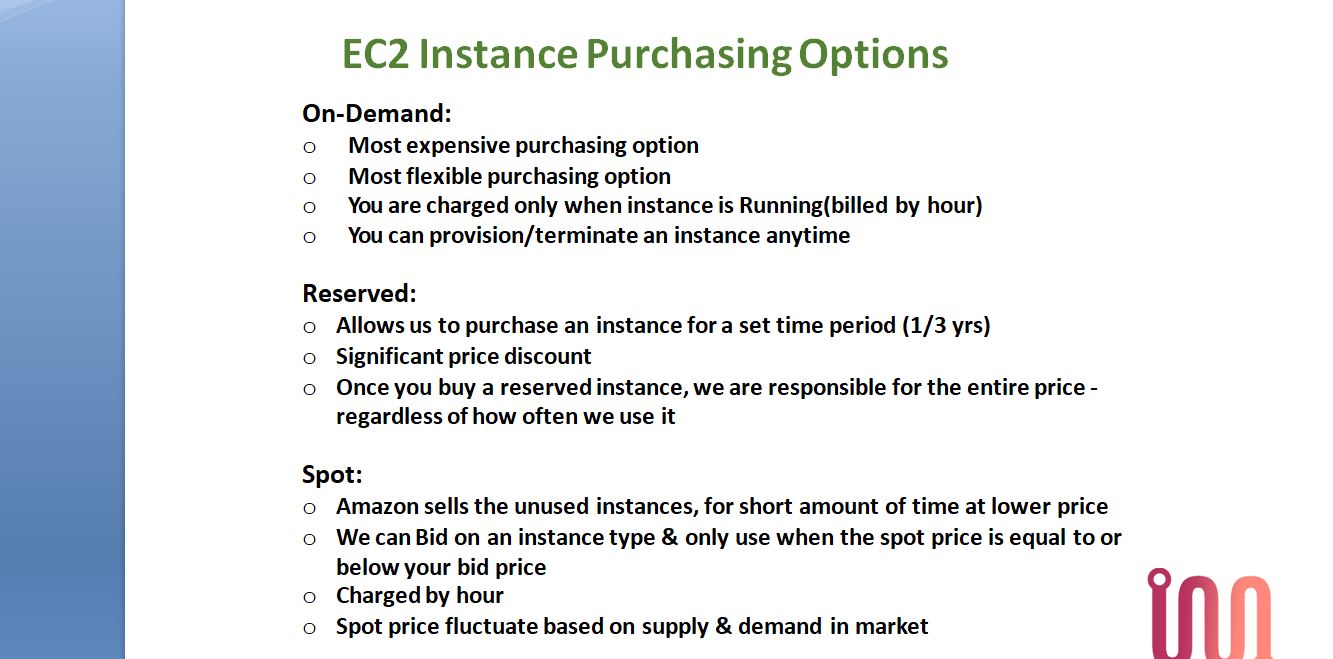 EC2 Instance Purchasing Options
On-Demand:
o Most expensive purchasing option
o Most flexible purchasing option
o You are charged only when instance is Running(billed by hour)
o You can provision/terminate an instance anytime
Reserved:
o Allows us to purchase an instance for a set time period (1/3 yrs)
o Significant price discount
o Once you buy a reserved instance, we are responsible for the entire price -
regardless of how often we use it
Spot:
o Amazon sells the unused instances, for short amount of time at lower price
o We can Bid on an instance type & only use when the spot price is equal to or
below your bid price
o Charged by hour
o Spot price fluctuate based on supply & demand in market